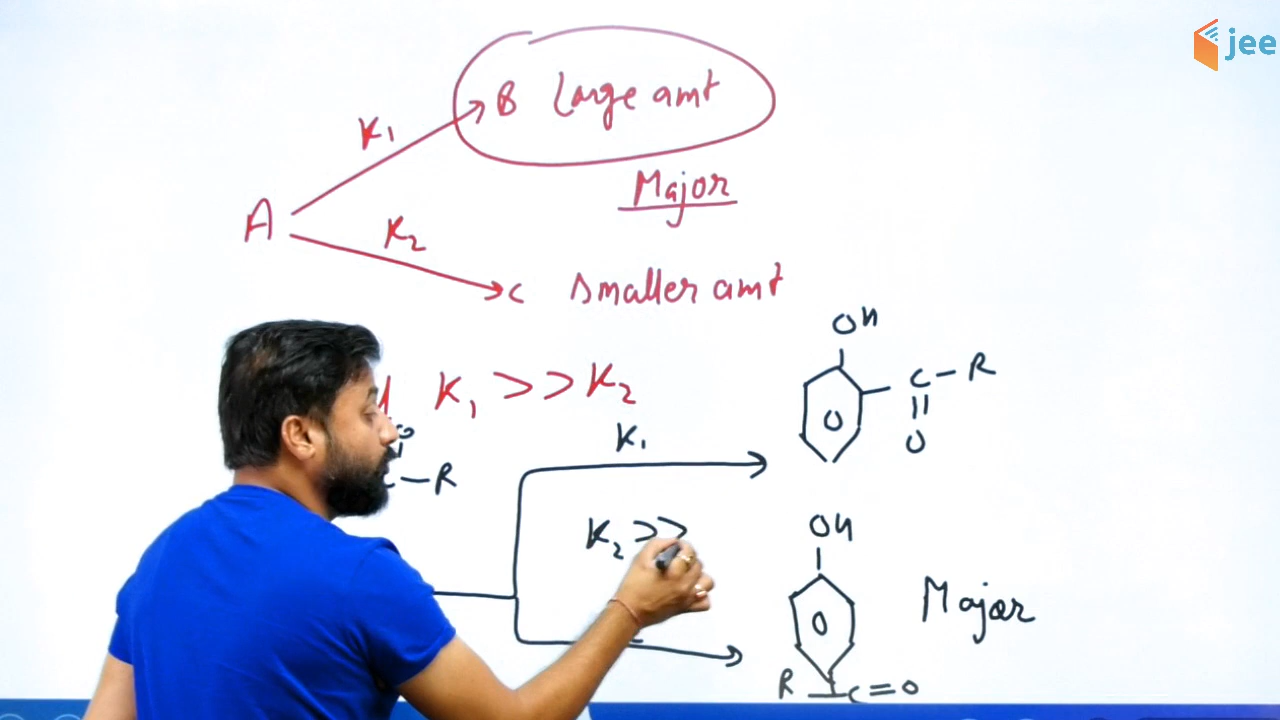 jee
B Large amt
K₁
Major
A
K₂
C smaller amt
K₁ >> K₂
OH
C - R
O
K₁
C - R
K₂ >>
OH
Major
R
C = O